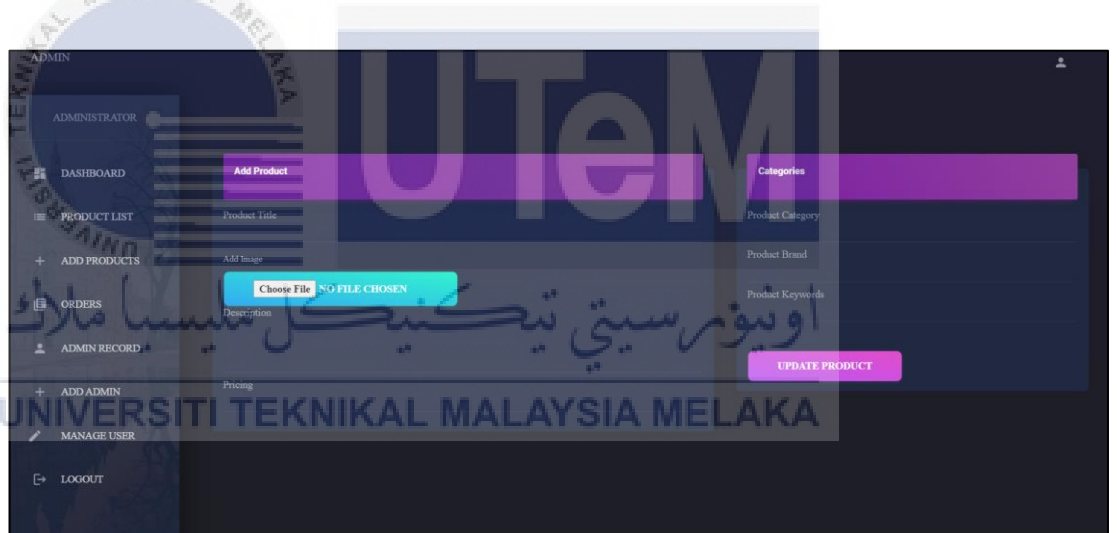 ADMIN
ADMINISTRATOR
DASHBOARD
PRODUCT LIST
ADD PRODUCTS
ORDERS
ADMIN RECORD
ADD ADMIN
MANAGE USER
LOGOUT
Add Product
Product Title
Add Image
Choose File NO FILE CHOSEN
Description
Pricing
Categories
Product Category
Product Brand
Product Keywords
UPDATE PRODUCT
UTeM
اونيۏرسيتي تيكنيكل مليسيا ملاك
UNIVERSITI TEKNIKAL MALAYSIA MELAKA